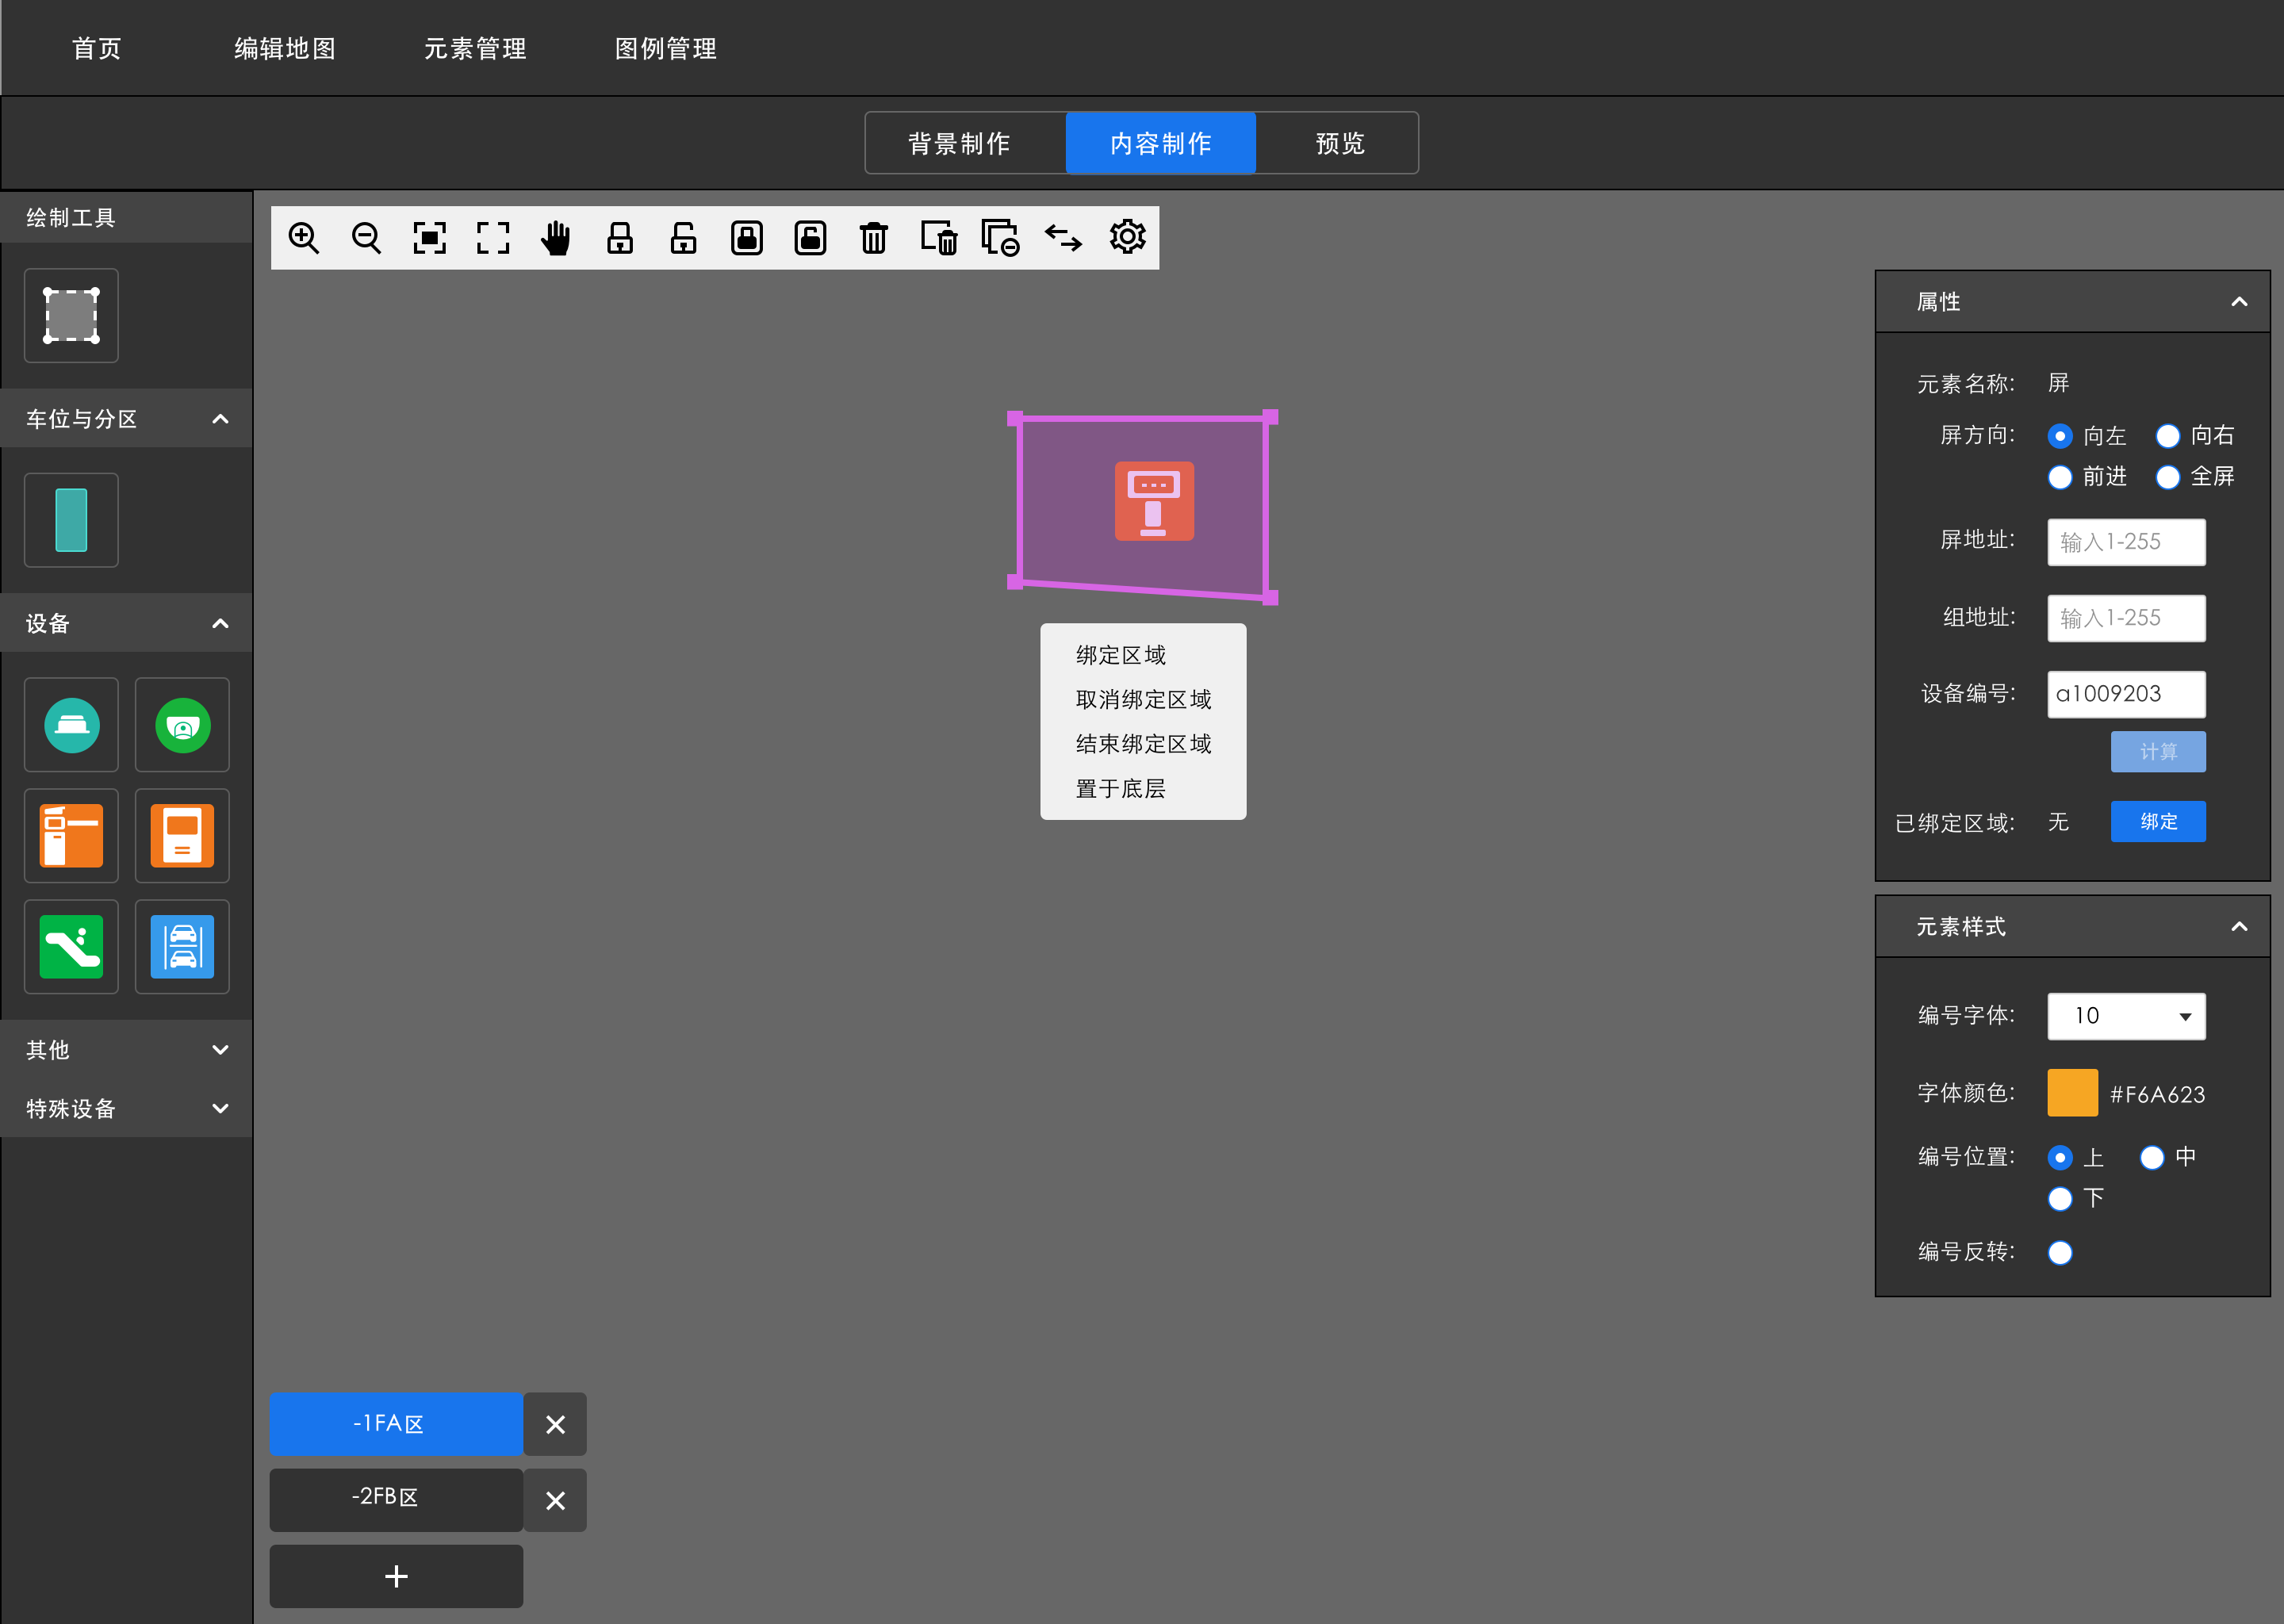 首页 编辑地图 元素管理 图例管理
背景制作 内容制作 预览
绘制工具
车位与分区
设备
其他
特殊设备
绑定区域
取消绑定区域
结束绑定区域
置于底层
-1FA区
-2FB区
属性
元素名称: 屏
屏方向: 向左 向右
前进 全屏
屏地址: 输入1-255
组地址: 输入1-255
设备编号: a1009203
计算
已绑定区域: 无 绑定
元素样式
编号字体: 10
字体颜色: #F6A623
编号位置: 上 中
下
编号反转: